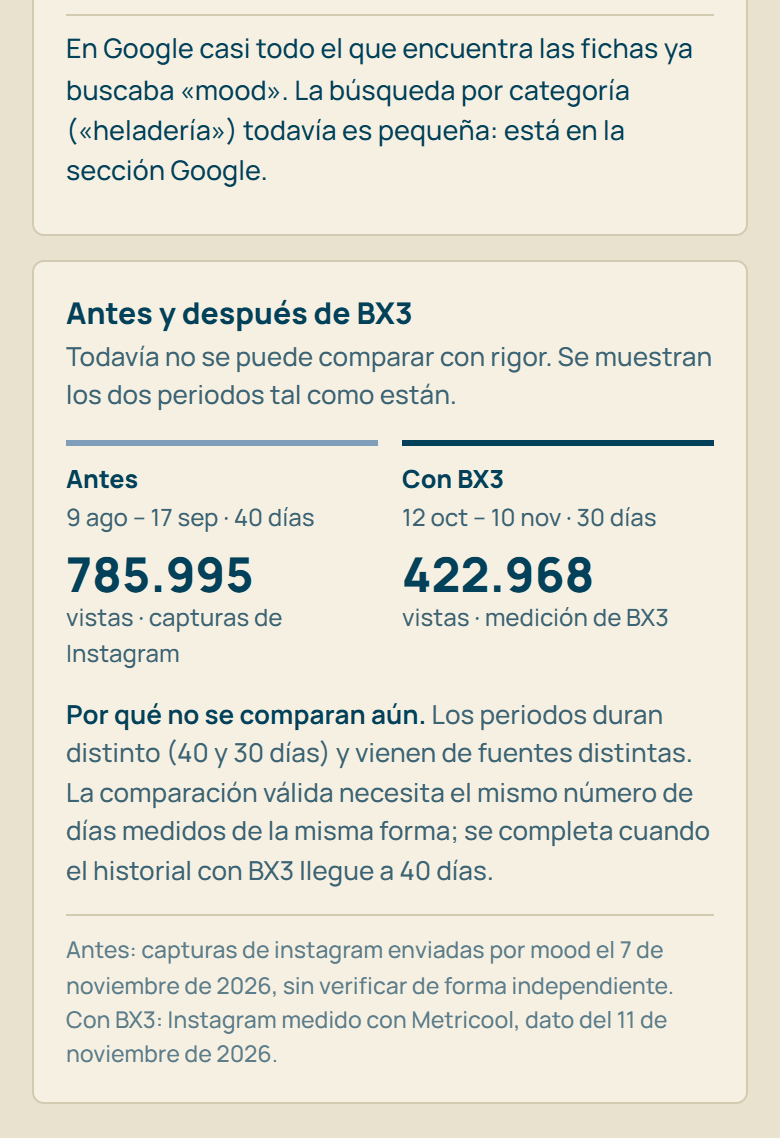 En Google casi todo el que encuentra las fichas ya
buscaba «mood». La búsqueda por categoría
(«heladería») todavía es pequeña: está en la
sección Google.
Antes y después de BX3
Todavía no se puede comparar con rigor. Se muestran
los dos periodos tal como están.
Antes
9 ago – 17 sep · 40 días
785.995
vistas · capturas de
Instagram
Con BX3
12 oct – 10 nov · 30 días
422.968
vistas · medición de BX3
Por qué no se comparan aún. Los periodos duran
distinto (40 y 30 días) y vienen de fuentes distintas.
La comparación válida necesita el mismo número de
días medidos de la misma forma; se completa cuando
el historial con BX3 llegue a 40 días.
Antes: capturas de instagram enviadas por mood el 7 de
noviembre de 2026, sin verificar de forma independiente.
Con BX3: Instagram medido con Metricool, dato del 11 de
noviembre de 2026.